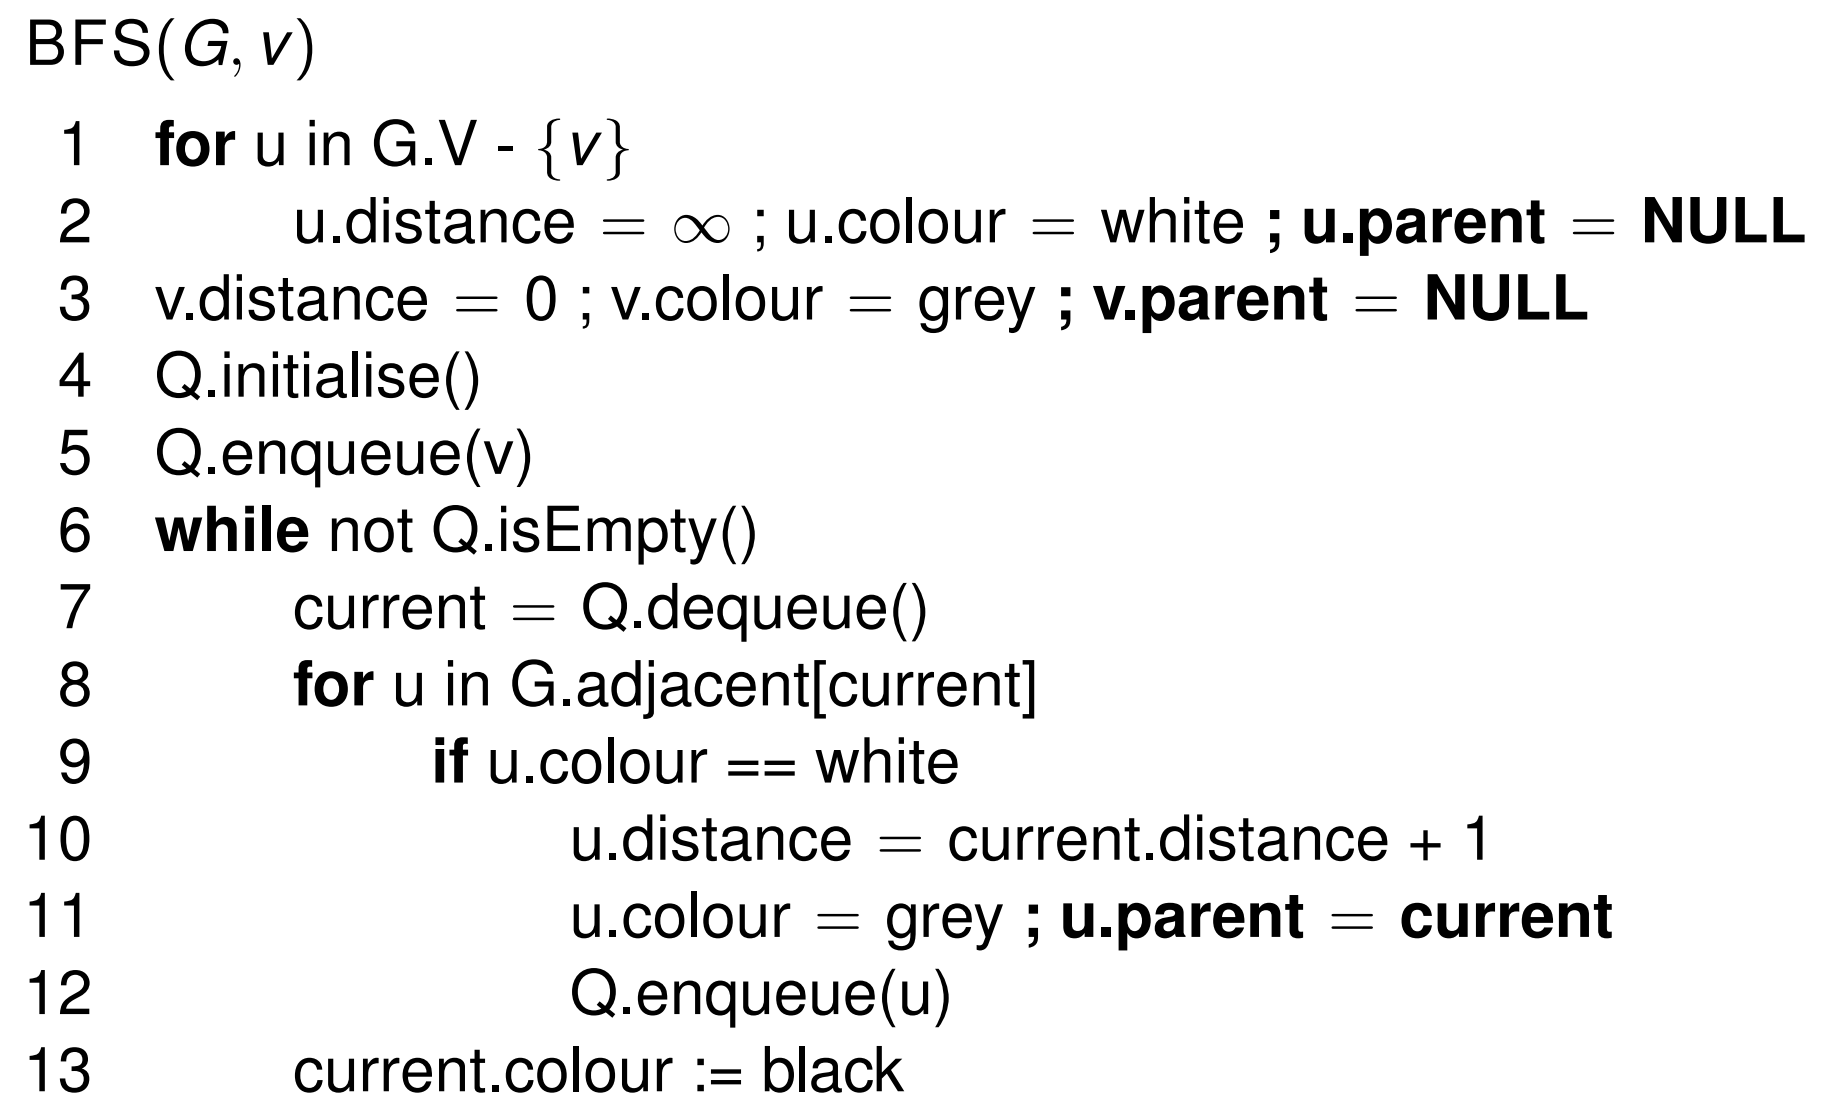 BFS(G, v)
1 for u in G.V - {v}
2 u.distance = ∞ ; u.colour = white ; u.parent = NULL
3 v.distance = 0 ; v.colour = grey ; v.parent = NULL
4 Q.initialise()
5 Q.enqueue(v)
6 while not Q.isEmpty()
7 current = Q.dequeue()
8 for u in G.adjacent[current]
9 if u.colour == white
10 u.distance = current.distance + 1
11 u.colour = grey ; u.parent = current
12 Q.enqueue(u)
13 current.colour := black